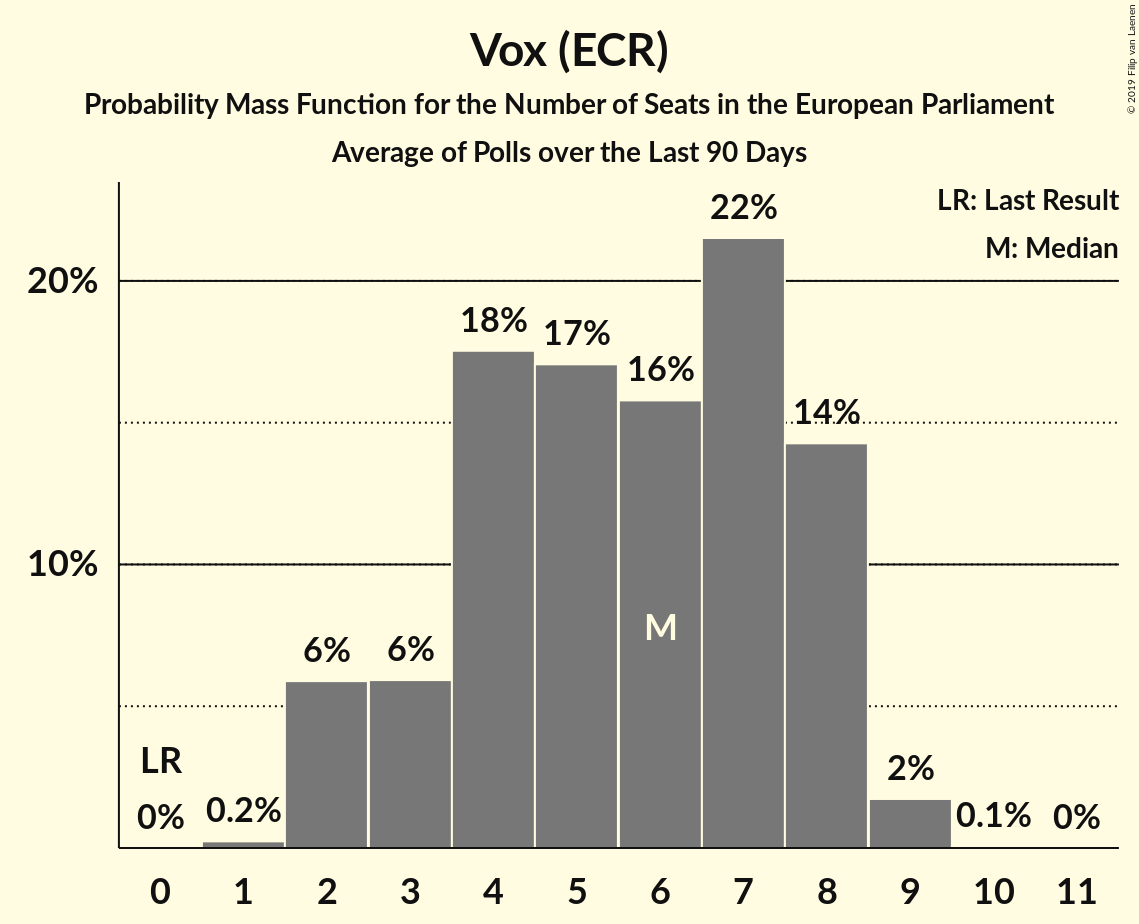 Vox (ECR)
Probability Mass Function for the Number of Seats in the European Parliament
Average of Polls over the Last 90 Days
© 2019 Filip van Laenen
LR: Last Result
M: Median
22%
20%
18%
17%
16%
14%
10%
M
6%
6%
LR
2%
0%
0.2%
0.1%
0%
0 1 2 3 4 5 6 7 8 9 10 11